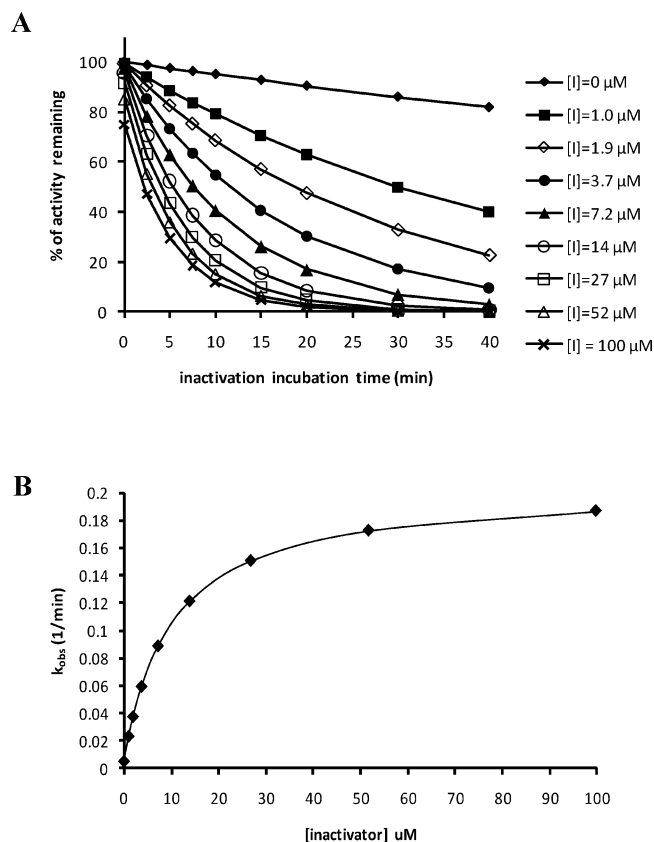 A
100
80
60
40
20
0
% of activity remaining
0 5 10 15 20 25 30 35 40
inactivation incubation time (min)
[I]=0 µM
[I]=1.0 µM
[I]=1.9 µM
[I]=3.7 µM
[I]=7.2 µM
[I]=14 µM
[I]=27 µM
[I]=52 µM
[I] = 100 µM
B
0.2
0.18
0.16
0.14
0.12
0.1
0.08
0.06
0.04
0.02
0
kobs (1/min)
0 10 20 30 40 50 60 70 80 90 100
[inactivator] uM